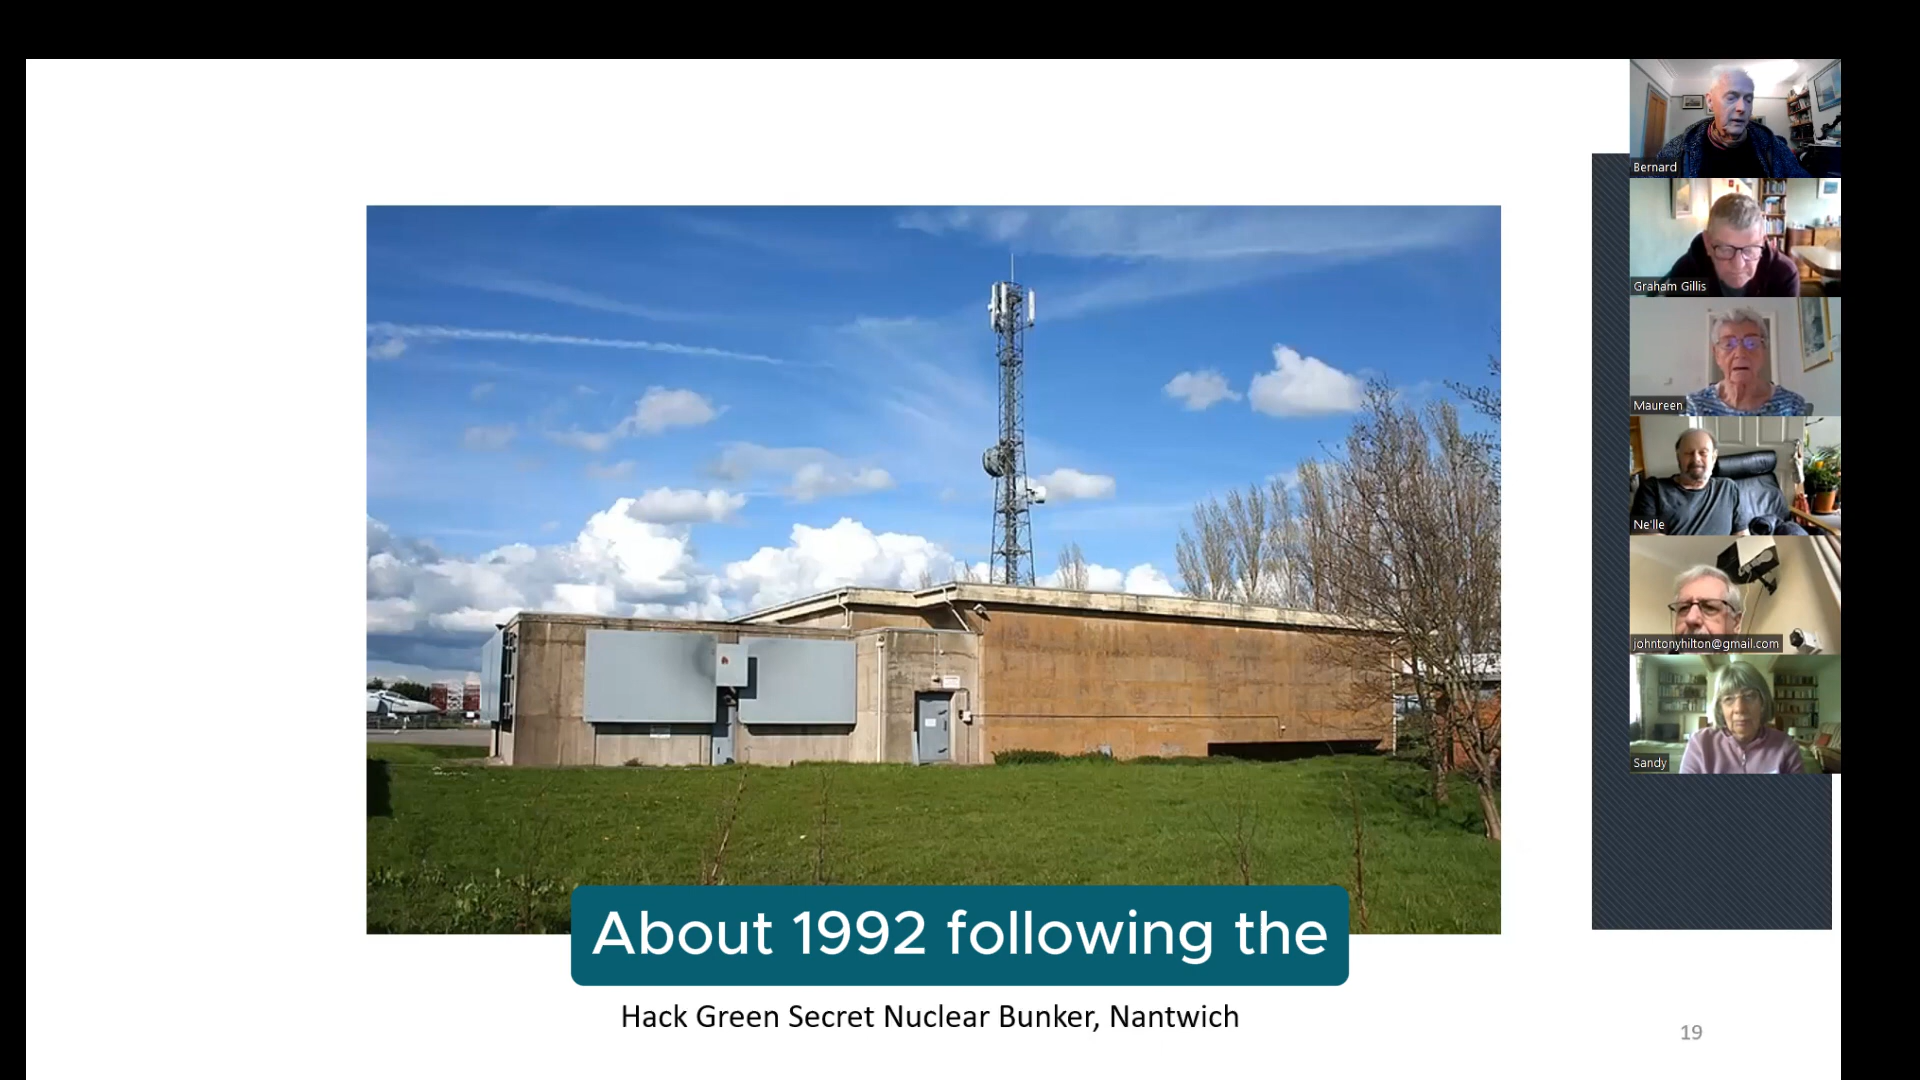 Bernard
Graham Gillis
Maureen
Ne'lle
johntonyhilton@gmail.com
Sandy
About 1992 following the
Hack Green Secret Nuclear Bunker, Nantwich
19